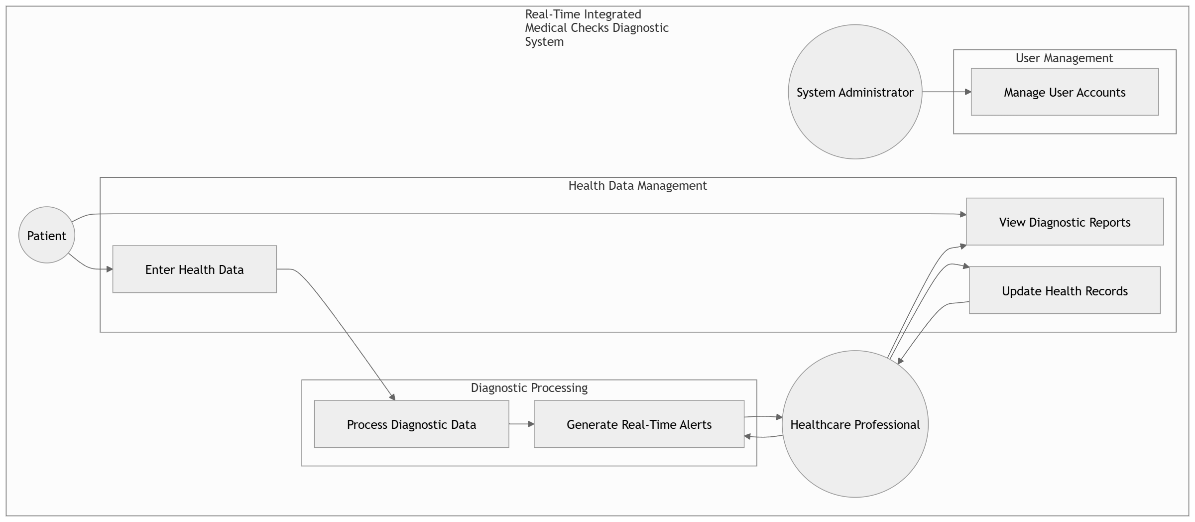 Real-Time Integrated
Medical Checks Diagnostic
System
User Management
System Administrator
Manage User Accounts
Health Data Management
Patient
View Diagnostic Reports
Enter Health Data
Update Health Records
Diagnostic Processing
Process Diagnostic Data
Generate Real-Time Alerts
Healthcare Professional